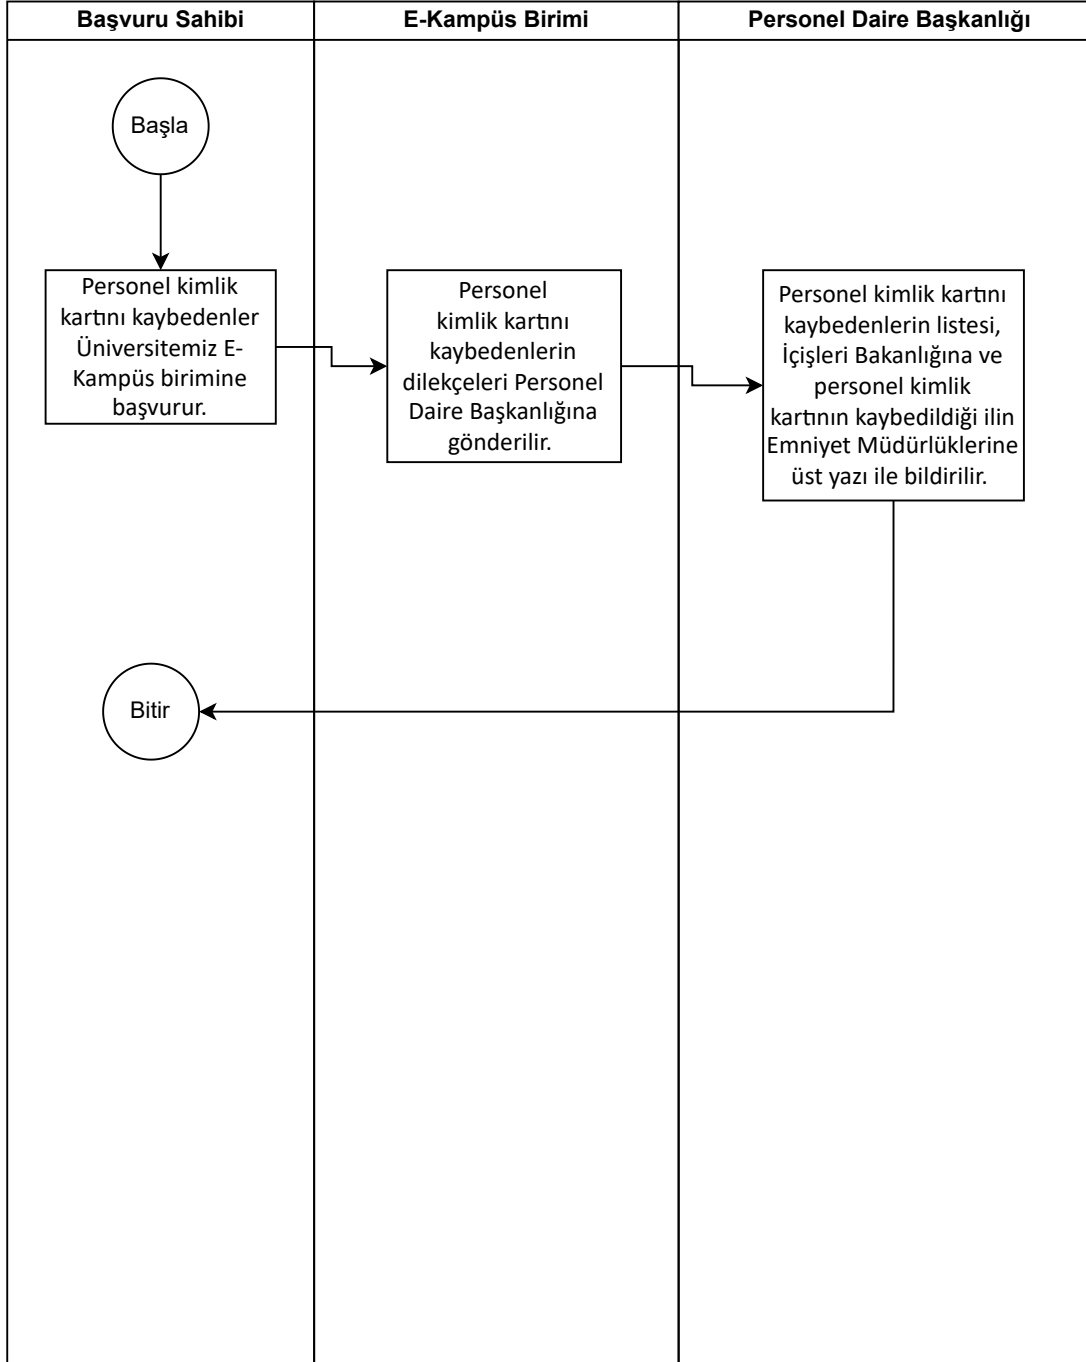 Başvuru Sahibi
E-Kampüs Birimi
Personel Daire Başkanlığı
Başla
Personel kimlik
kartını kaybedenler
Üniversitemiz E-
Kampüs birimine
başvurur.
Personel
kimlik kartını
kaybedenlerin
dilekçeleri Personel
Daire Başkanlığına
gönderilir.
Personel kimlik kartını
kaybedenlerin listesi,
İçişleri Bakanlığına ve
personel kimlik
kartının kaybedildiği ilin
Emniyet Müdürlüklerine
üst yazı ile bildirilir.
Bitir